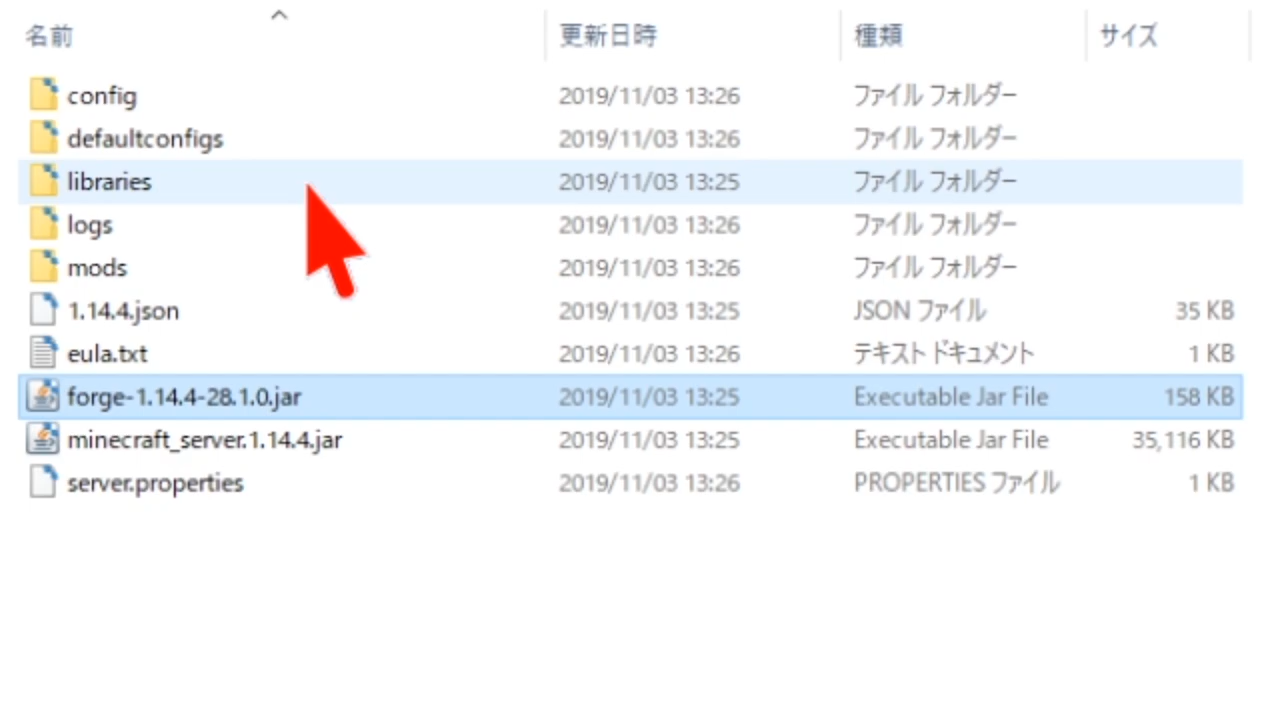 名前 更新日時 種類 サイズ
config 2019/11/03 13:26 ファイル フォルダー
defaultconfigs 2019/11/03 13:26 ファイル フォルダー
libraries 2019/11/03 13:25 ファイル フォルダー
logs 2019/11/03 13:26 ファイル フォルダー
mods 2019/11/03 13:26 ファイル フォルダー
1.14.4.json 2019/11/03 13:25 JSON ファイル 35 KB
eula.txt 2019/11/03 13:26 テキスト ドキュメント 1 KB
forge-1.14.4-28.1.0.jar 2019/11/03 13:25 Executable Jar File 158 KB
minecraft_server.1.14.4.jar 2019/11/03 13:25 Executable Jar File 35,116 KB
server.properties 2019/11/03 13:26 PROPERTIES ファイル 1 KB